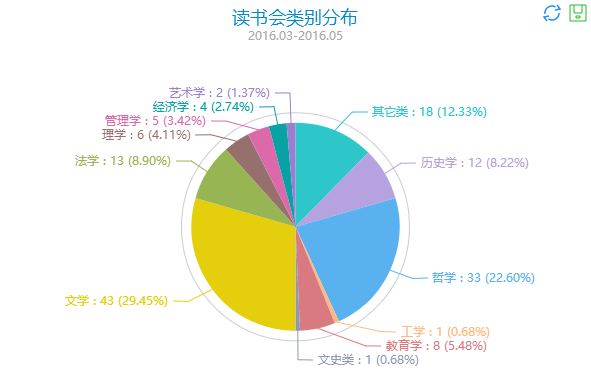 读书会类别分布
2016.03-2016.05
艺术学 : 2 (1.37%)
经济学 : 4 (2.74%)
其它类 : 18 (12.33%)
管理学 : 5 (3.42%)
理学 : 6 (4.11%)
法学 : 13 (8.90%)
历史学 : 12 (8.22%)
哲学 : 33 (22.60%)
文学 : 43 (29.45%)
工学 : 1 (0.68%)
教育学 : 8 (5.48%)
文史类 : 1 (0.68%)